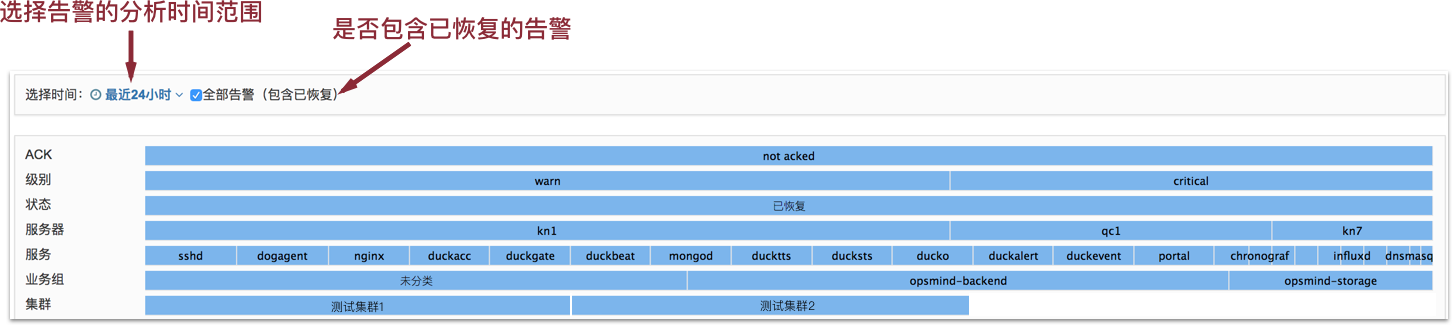 选择告警的分析时间范围
是否包含已恢复的告警
选择时间： 最近24小时 全部告警（包含已恢复）
ACK not acked
级别 warn critical
状态 已恢复
服务器 kn1 qc1 kn7
服务 sshd dogagent nginx duckacc duckgate duckbeat mongod ducktts ducksts ducko duckalert duckevent portal chronograf influxd dnsmasq
业务组 未分类 opsmind-backend opsmind-storage
集群 测试集群1 测试集群2